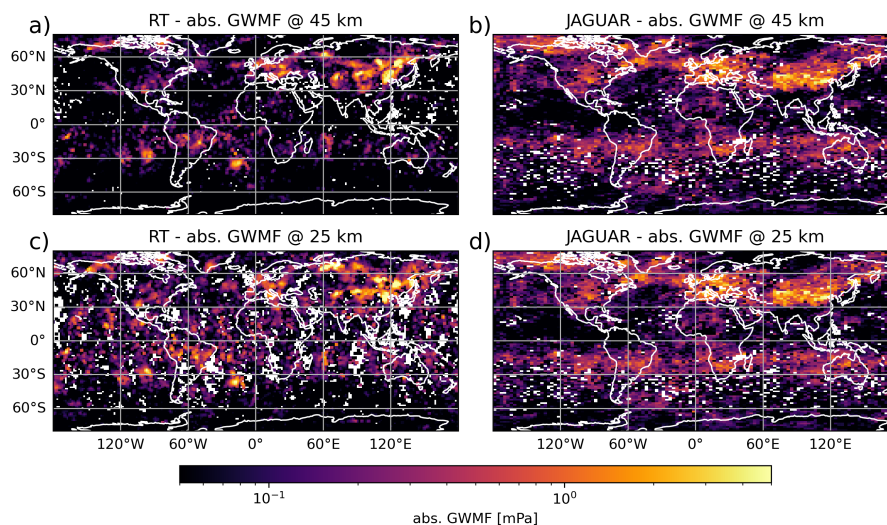 a) RT - abs. GWMF @ 45 km
b) JAGUAR - abs. GWMF @ 45 km
60°N
30°N
0°
30°S
60°S
c) RT - abs. GWMF @ 25 km
d) JAGUAR - abs. GWMF @ 25 km
60°N
30°N
0°
30°S
60°S
120°W 60°W 0° 60°E 120°E
120°W 60°W 0° 60°E 120°E
10⁻¹ 10⁰
abs. GWMF [mPa]